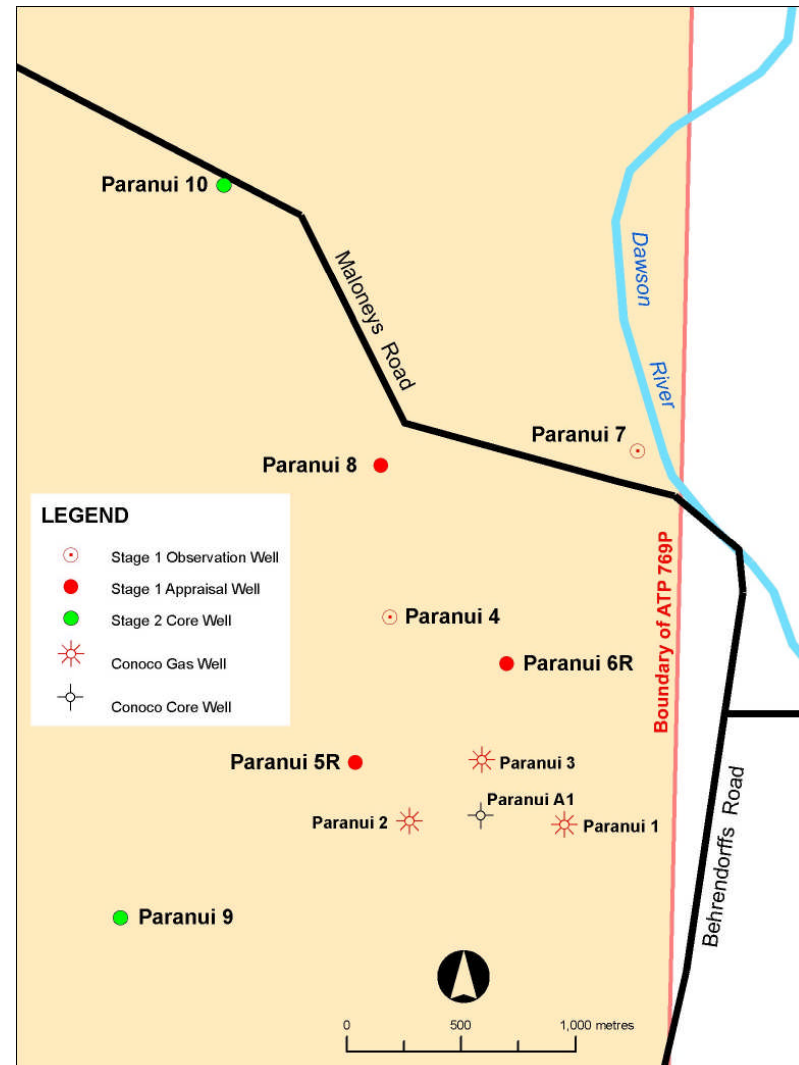 Paranui 10
Maloneys Road
Dawson
River
Paranui 7
Paranui 8
LEGEND
Stage 1 Observation Well
Stage 1 Appraisal Well
Stage 2 Core Well
Conoco Gas Well
Conoco Core Well
Paranui 4
Paranui 6R
Boundary of ATP 769P
Paranui 5R
Paranui 3
Paranui A1
Paranui 2
Paranui 1
Behrendorffs Road
Paranui 9
0 500 1,000 metres